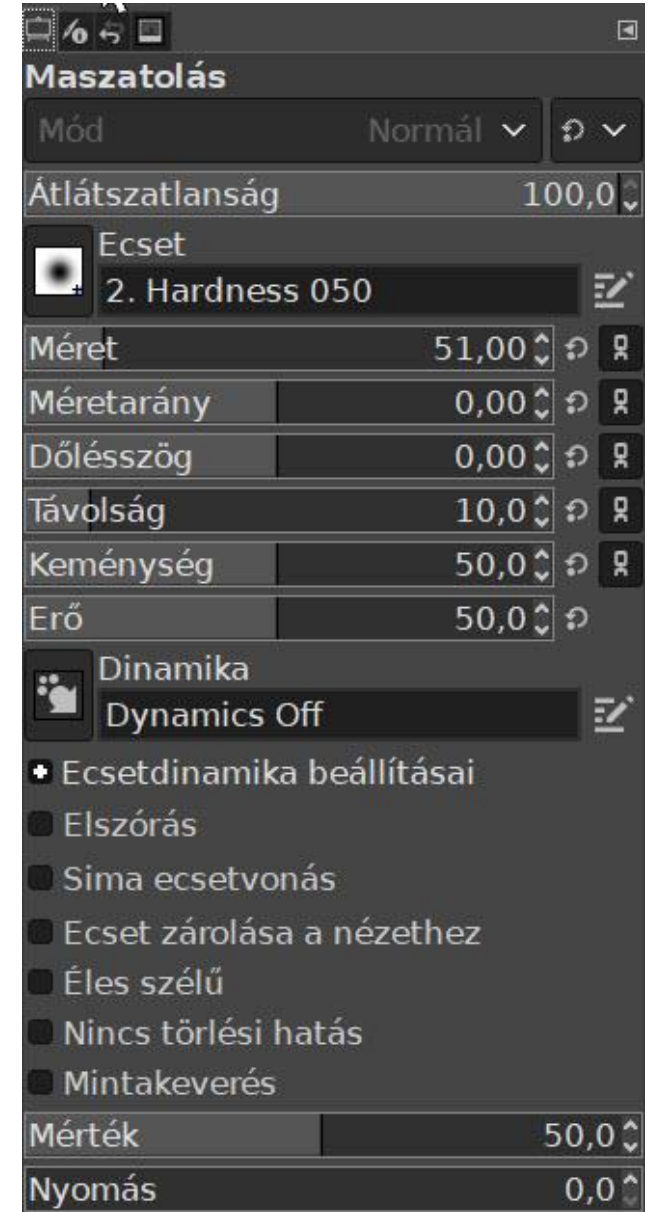 Maszatolás
Mód Normál
Átlátszatlanság 100,0
Ecset
2. Hardness 050
Méret 51,00
Méretarány 0,00
Dőlésszög 0,00
Távolság 10,0
Keménység 50,0
Erő 50,0
Dinamika
Dynamics Off
Ecsetdinamika beállításai
Elszórás
Sima ecsetvonás
Ecset zárolása a nézethez
Éles szélű
Nincs törlési hatás
Mintakeverés
Mérték 50,0
Nyomás 0,0